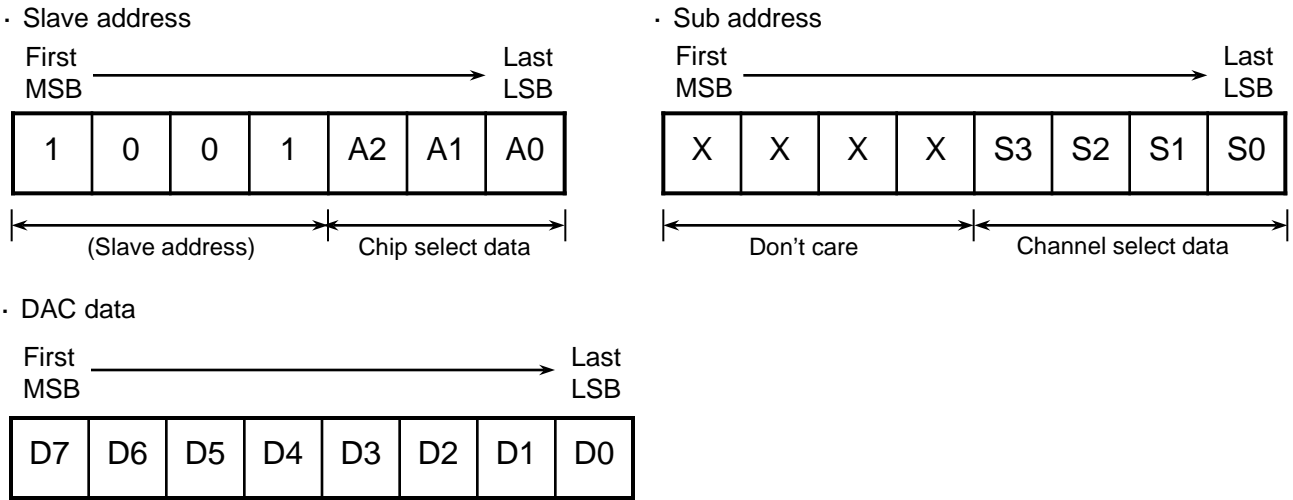 · Slave address
First
MSB
Last
LSB
1 0 0 1 A2 A1 A0
(Slave address) Chip select data
· Sub address
First
MSB
Last
LSB
X X X X S3 S2 S1 S0
Don't care Channel select data
· DAC data
First
MSB
Last
LSB
D7 D6 D5 D4 D3 D2 D1 D0